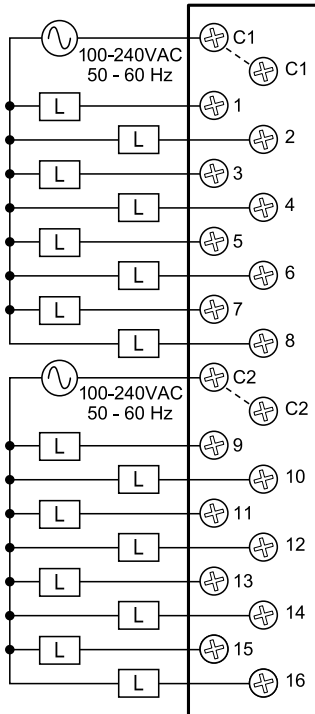 C1
100-240VAC
50 - 60 Hz
C1
L 1
L 2
L 3
L 4
L 5
L 6
L 7
L 8
C2
100-240VAC
50 - 60 Hz
C2
L 9
L 10
L 11
L 12
L 13
L 14
L 15
L 16